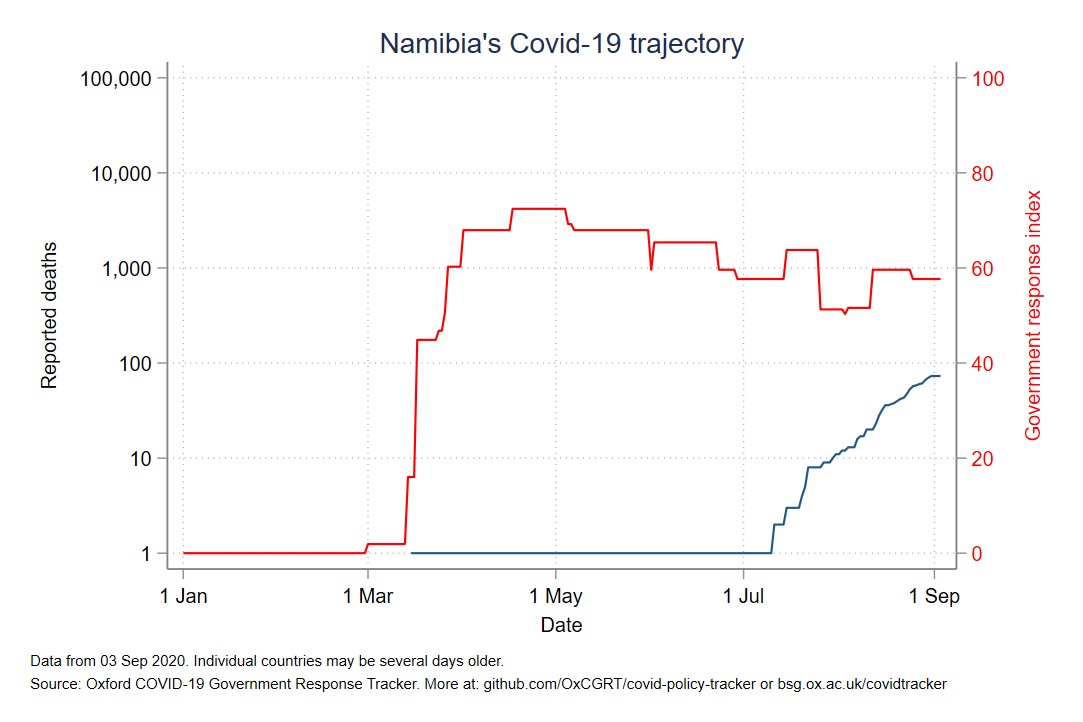 Namibia's Covid-19 trajectory
100,000
10,000
1,000
100
10
1
Reported deaths
100
80
60
40
20
0
Government response index
1 Jan
1 Mar
1 May
1 Jul
1 Sep
Date
Data from 03 Sep 2020. Individual countries may be several days older.
Source: Oxford COVID-19 Government Response Tracker. More at: github.com/OxCGRT/covid-policy-tracker or bsg.ox.ac.uk/covidtracker